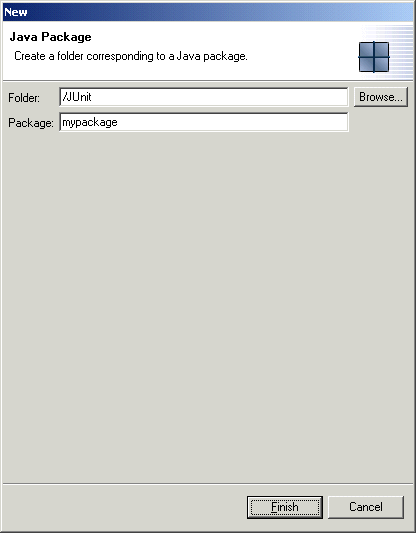 New
Java Package
Create a folder corresponding to a Java package.
Folder: /JUnit Browse...
Package: mypackage
Finish Cancel